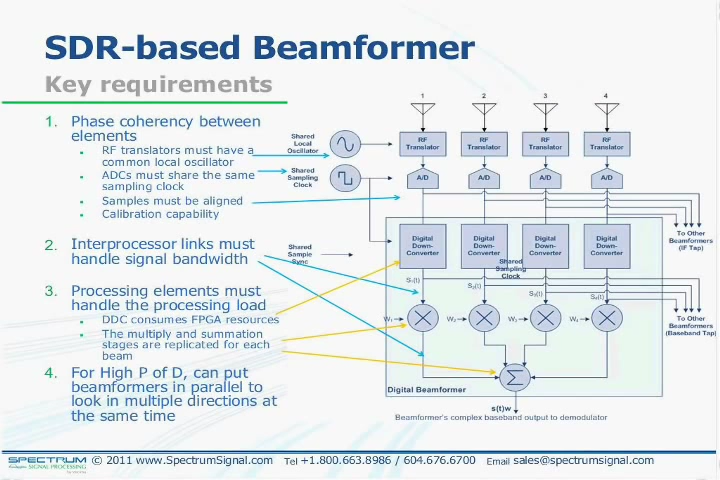 SDR-based Beamformer
Key requirements
1. Phase coherency between
elements
• RF translators must have a
common local oscillator
• ADCs must share the same
sampling clock
• Samples must be aligned
• Calibration capability
2. Interprocessor links must
handle signal bandwidth
3. Processing elements must
handle the processing load
• DDC consumes FPGA resources
• The multiply and summation
stages are replicated for each
beam
4. For High P of D, can put
beamformers in parallel to
look in multiple directions at
the same time
1 2 3 4
Shared
Local
Oscillator
RF
Translator
RF
Translator
RF
Translator
RF
Translator
Shared
Sampling
Clock
A/D A/D A/D A/D
To Other
Beamformers
(IF Tap)
Shared
Sample
Sync
Digital
Down-
Converter
Digital
Down-
Converter
Digital
Down-
Converter
Digital
Down-
Converter
Shared
Sampling
Clock
S₁(t) S₂(t) S₃(t) S₄(t)
W₁ W₂ W₃ W₄
To Other
Beamformers
(Baseband Tap)
Σ
Digital Beamformer
s(t)w
Beamformer's complex baseband output to demodulator
SPECTRUM
SIGNAL PROCESSING
© 2011 www.SpectrumSignal.com Tel +1.800.663.8986 / 604.676.6700 Email sales@spectrumsignal.com